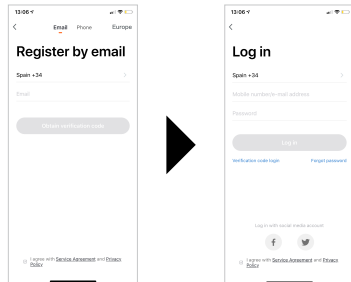 13:06
Email Phone Europe
Register by email
Spain +34
Email
Obtain verification code
I agree with Service Agreement and Privacy
Policy
13:06
Log in
Spain +34
Mobile number/e-mail address
Password
Log in
Verification code login Forgot password
Log in with social media account
I agree with Service Agreement and Privacy
Policy